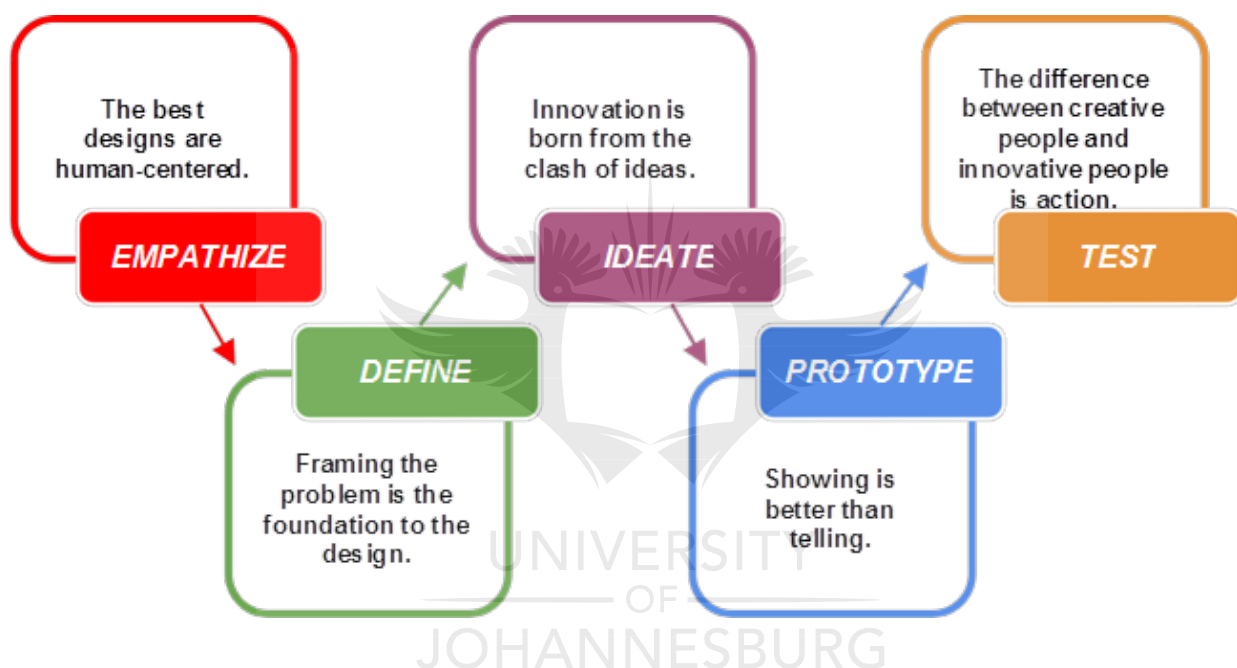 The best
designs are
human-centered.
EMPATHIZE
Framing the
problem is the
foundation to the
design.
DEFINE
Innovation is
born from the
clash of ideas.
IDEATE
Showing is
better than
telling.
PROTOTYPE
The difference
between creative
people and
innovative people
is action.
TEST
UNIVERSITY
OF
JOHANNESBURG